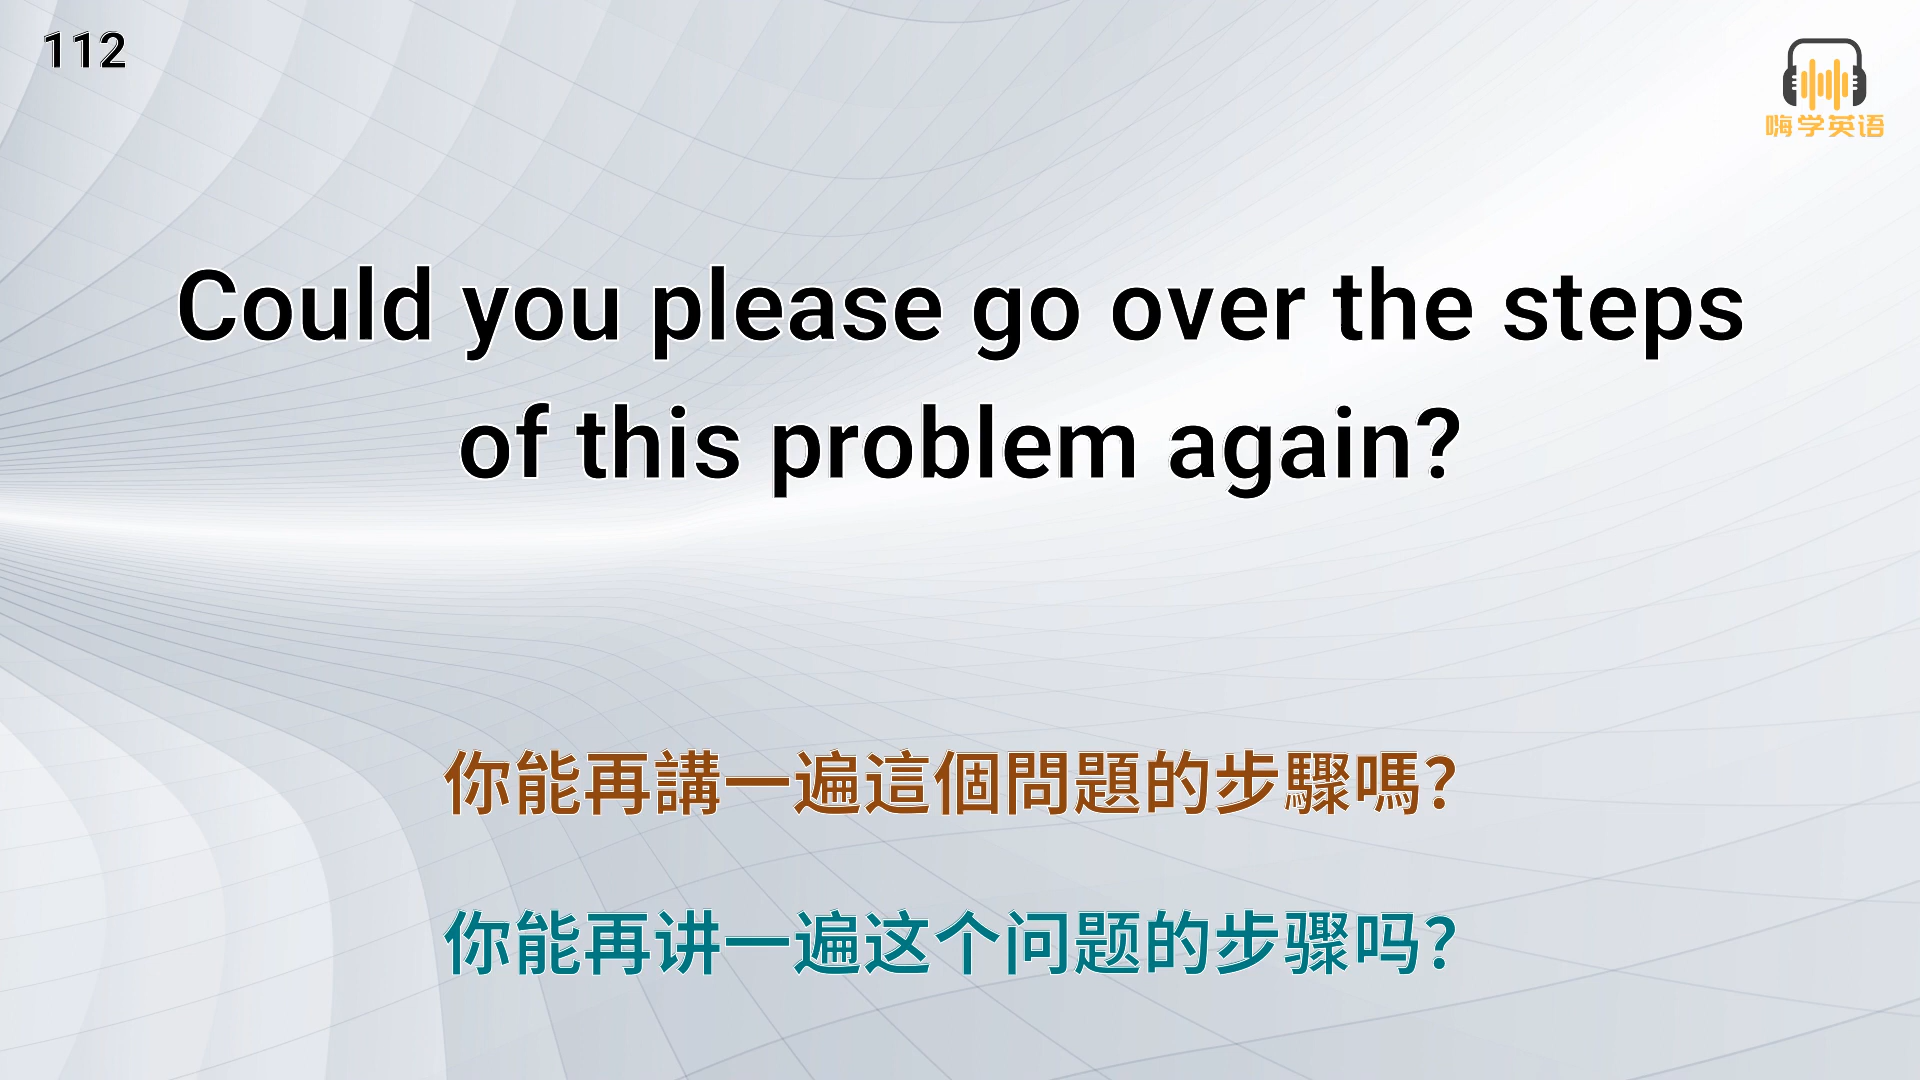 112
嗨学英语
Could you please go over the steps
of this problem again?
你能再講一遍這個問題的步驟嗎？
你能再讲一遍这个问题的步骤吗？